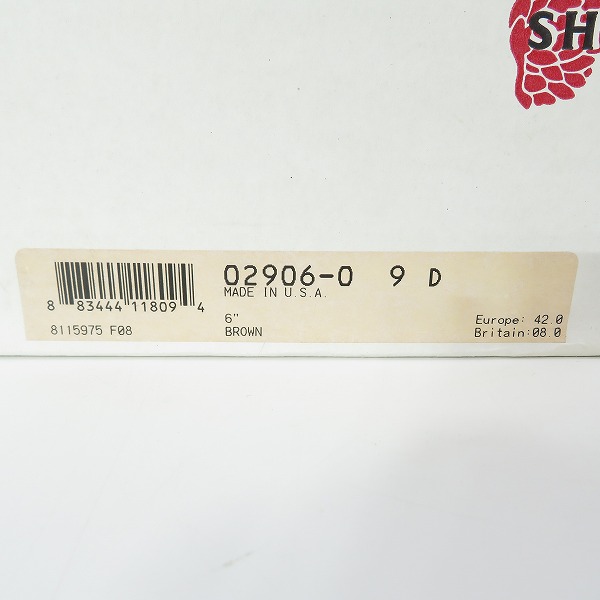 SH
02906-0 9 D
MADE IN U.S.A.
8 83444 11809 4
6"
8115975 F08
BROWN
Europe: 42.0
Britain:08.0